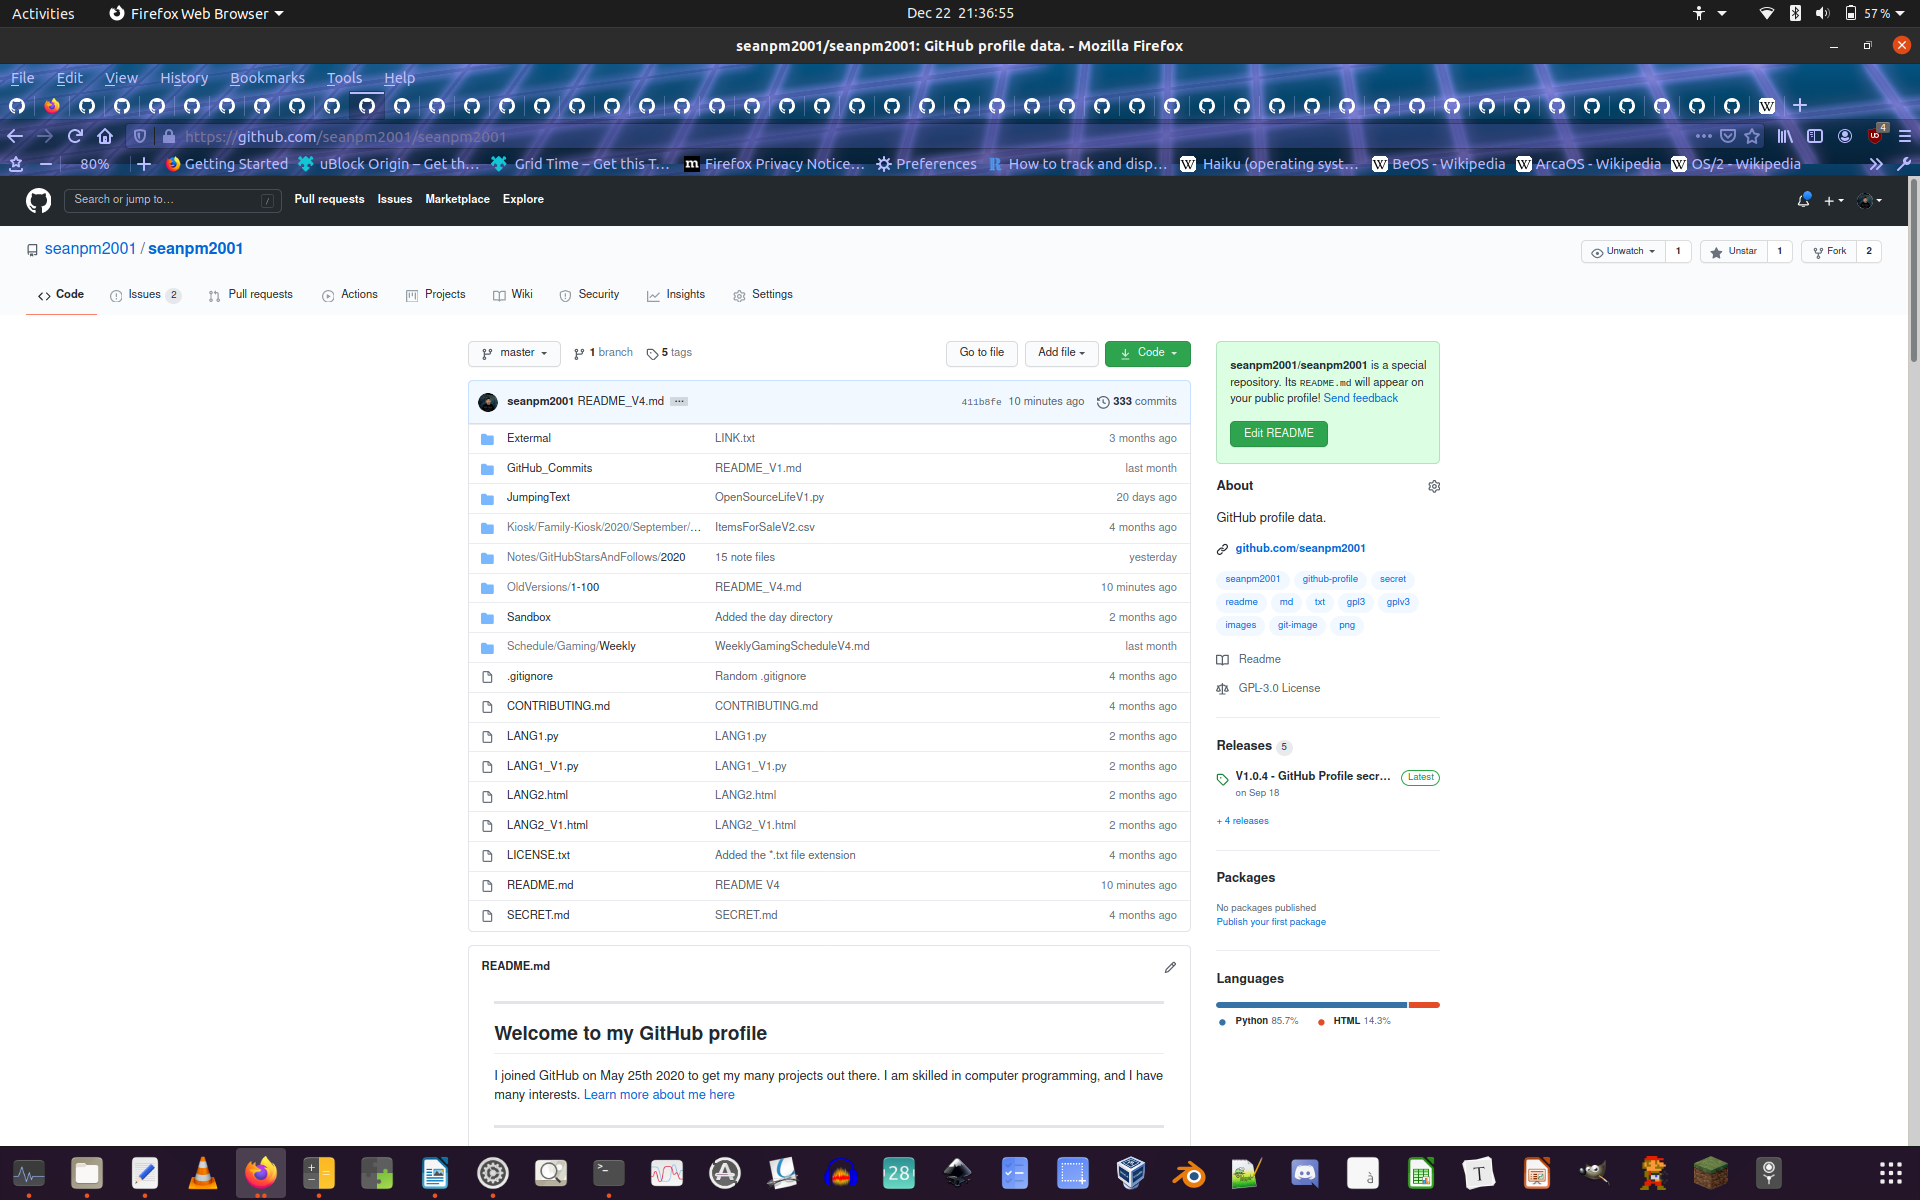 Activities Firefox Web Browser Dec 22 21:36:55 57 %
seanpm2001/seanpm2001: GitHub profile data. - Mozilla Firefox
File Edit View History Bookmarks Tools Help
https://github.com/seanpm2001/seanpm2001 4
80% Getting Started uBlock Origin – Get th… Grid Time – Get this T… Firefox Privacy Notice… Preferences How to track and disp… Haiku (operating syst… BeOS - Wikipedia ArcaOS - Wikipedia OS/2 - Wikipedia
Search or jump to… / Pull requests Issues Marketplace Explore
seanpm2001 / seanpm2001 Unwatch 1 Unstar 1 Fork 2
Code Issues 2 Pull requests Actions Projects Wiki Security Insights Settings
master 1 branch 5 tags Go to file Add file Code
seanpm2001 README_V4.md ··· 411b8fe 10 minutes ago 333 commits
Extermal LINK.txt 3 months ago
GitHub_Commits README_V1.md last month
JumpingText OpenSourceLifeV1.py 20 days ago
Kiosk/Family-Kiosk/2020/September/… ItemsForSaleV2.csv 4 months ago
Notes/GitHubStarsAndFollows/2020 15 note files yesterday
OldVersions/1-100 README_V4.md 10 minutes ago
Sandbox Added the day directory 2 months ago
Schedule/Gaming/Weekly WeeklyGamingScheduleV4.md last month
.gitignore Random .gitignore 4 months ago
CONTRIBUTING.md CONTRIBUTING.md 4 months ago
LANG1.py LANG1.py 2 months ago
LANG1_V1.py LANG1_V1.py 2 months ago
LANG2.html LANG2.html 2 months ago
LANG2_V1.html LANG2_V1.html 2 months ago
LICENSE.txt Added the *.txt file extension 4 months ago
README.md README V4 10 minutes ago
SECRET.md SECRET.md 4 months ago
README.md
Welcome to my GitHub profile
I joined GitHub on May 25th 2020 to get my many projects out there. I am skilled in computer programming, and I have
many interests. Learn more about me here
seanpm2001/seanpm2001 is a special
repository. Its README.md will appear on
your public profile! Send feedback
Edit README
About
GitHub profile data.
github.com/seanpm2001
seanpm2001 github-profile secret
readme md txt gpl3 gplv3
images git-image png
Readme
GPL-3.0 License
Releases 5
V1.0.4 - GitHub Profile secr... Latest
on Sep 18
+ 4 releases
Packages
No packages published
Publish your first package
Languages
Python 85.7% HTML 14.3%
28